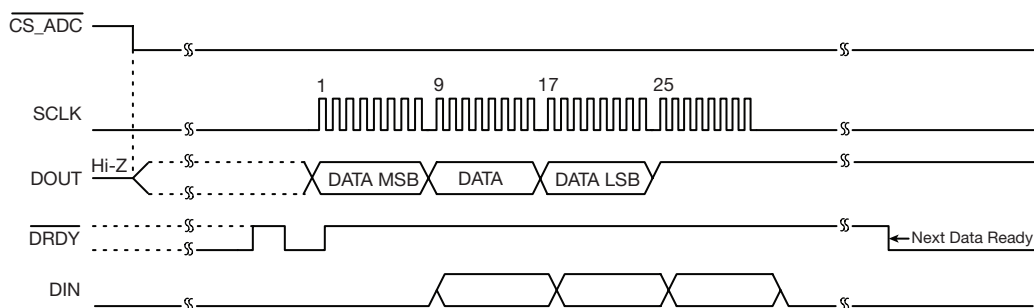 CS_ADC
1 9 17 25
SCLK
Hi-Z
DOUT DATA MSB DATA DATA LSB
DRDY Next Data Ready
DIN